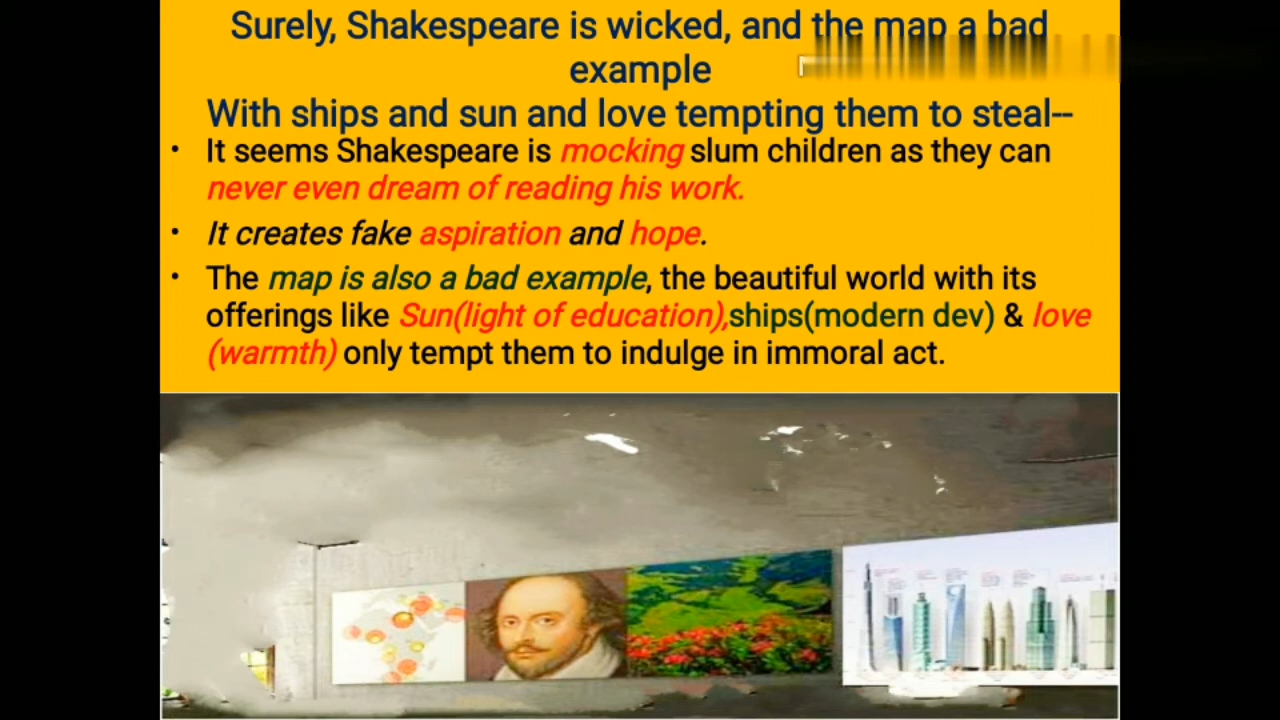 Surely, Shakespeare is wicked, and the map a bad
example
With ships and sun and love tempting them to steal--
• It seems Shakespeare is mocking slum children as they can
never even dream of reading his work.
• It creates fake aspiration and hope.
• The map is also a bad example, the beautiful world with its
offerings like Sun(light of education),ships(modern dev) & love
(warmth) only tempt them to indulge in immoral act.